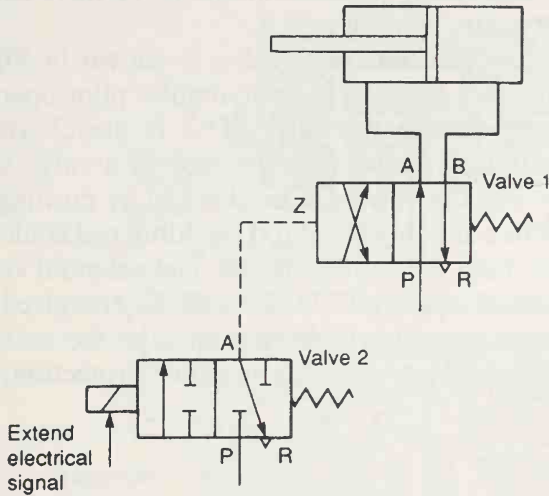 A B
Valve 1
Z
P R
A
Valve 2
P R
Extend
electrical
signal